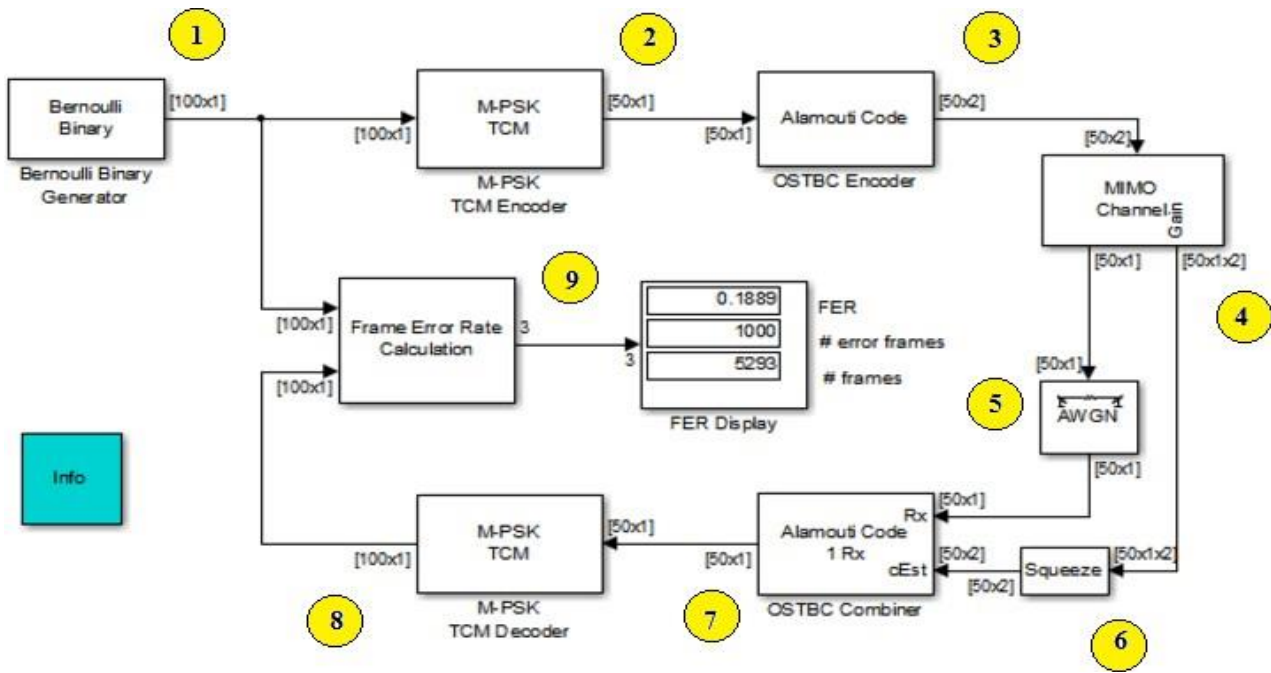 1
2
3
Bernoulli
Binary
[100x1]
[100x1]
M-PSK
TCM
[50x1]
[50x1]
Alamouti Code
[50x2]
[50x2]
Bernoulli Binary
Generator
M-PSK
TCM Encoder
OSTBC Encoder
MIMO
Channel
Gain
[50x1]
[50x1x2]
4
9
[100x1]
[100x1]
Frame Error Rate
Calculation
3
3
0.1889
1000
5293
FER
# error frames
# frames
FER Display
[50x1]
5
AWGN
[50x1]
Info
[100x1]
M-PSK
TCM
[50x1]
[50x1]
Alamouti Code
1 Rx
Rx
cEst
[50x1]
[50x2]
[50x2]
Squeeze
[50x1x2]
8
M-PSK
TCM Decoder
7
OSTBC Combiner
6